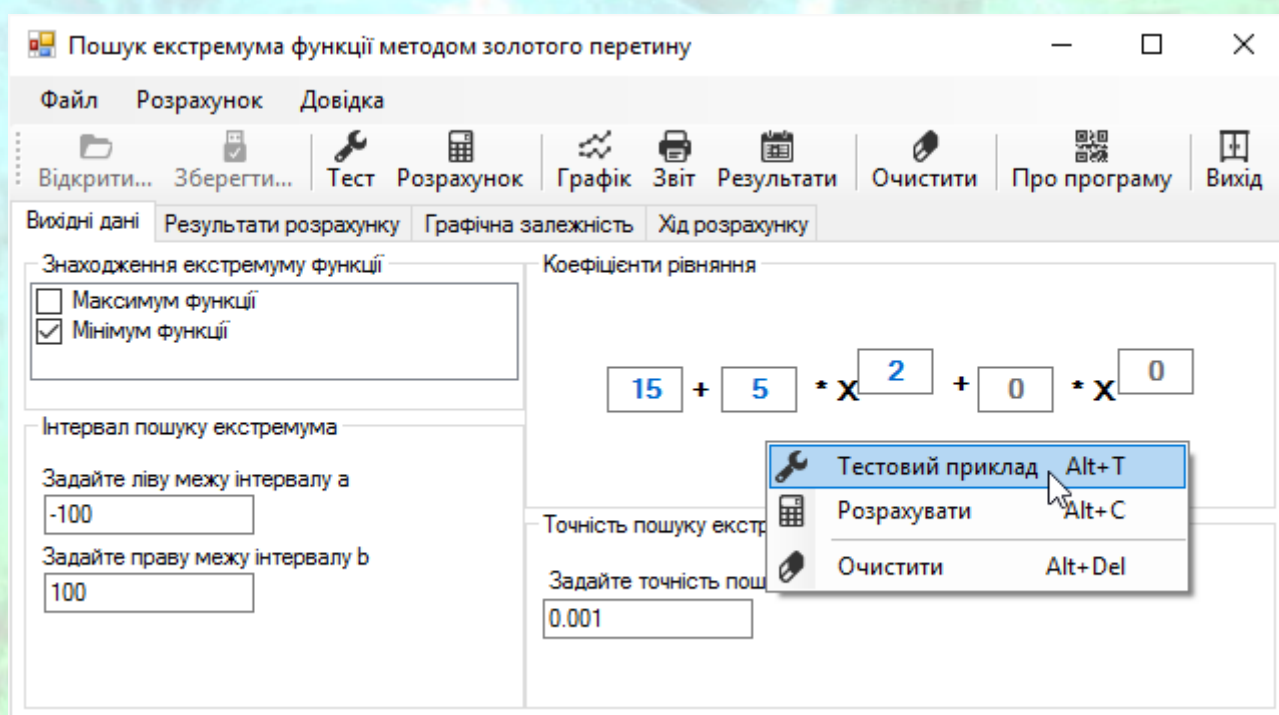 Пошук екстремума функції методом золотого перетину
Файл Розрахунок Довідка
Відкрити... Зберегти... Тест Розрахунок Графік Звіт Результати Очистити Про програму Вихід
Вихідні дані Результати розрахунку Графічна залежність Хід розрахунку
Знаходження екстремуму функції
Максимум функції
Мінімум функції
Коефіцієнти рівняння
15 + 5 * X 2 + 0 * X 0
Інтервал пошуку екстремума
Задайте ліву межу інтервалу a
-100
Задайте праву межу інтервалу b
100
Тестовий приклад Alt+T
Розрахувати Alt+C
Очистити Alt+Del
Точність пошуку
Задайте точність
0.001